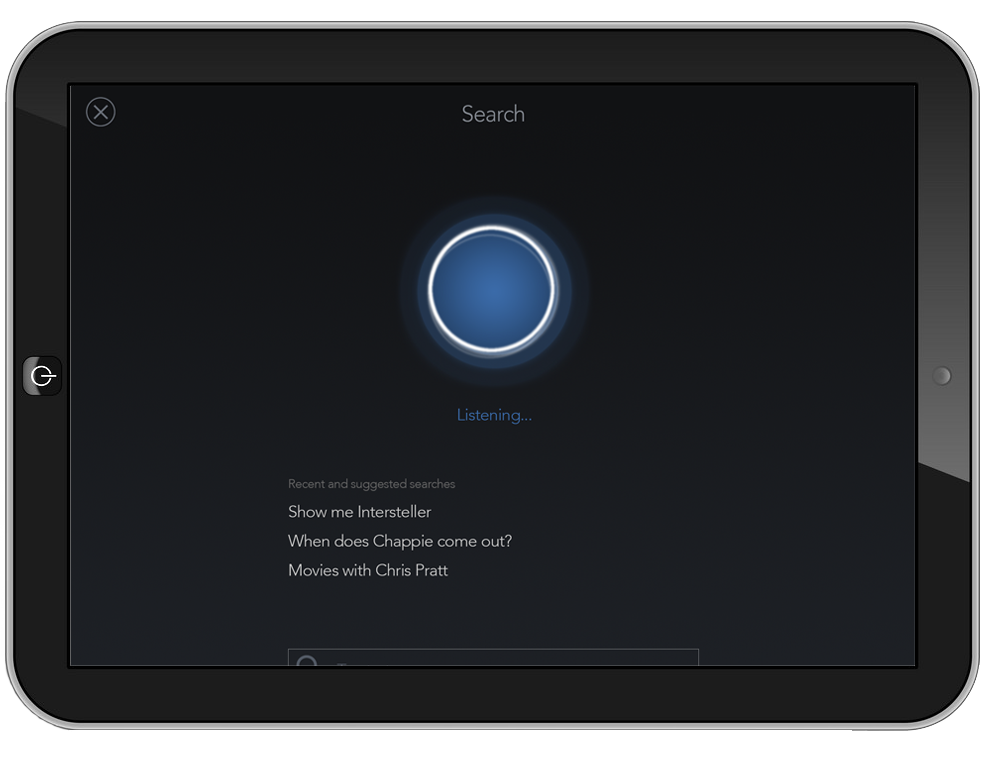 Search
Listening...
Recent and suggested searches
Show me Intersteller
When does Chappie come out?
Movies with Chris Pratt